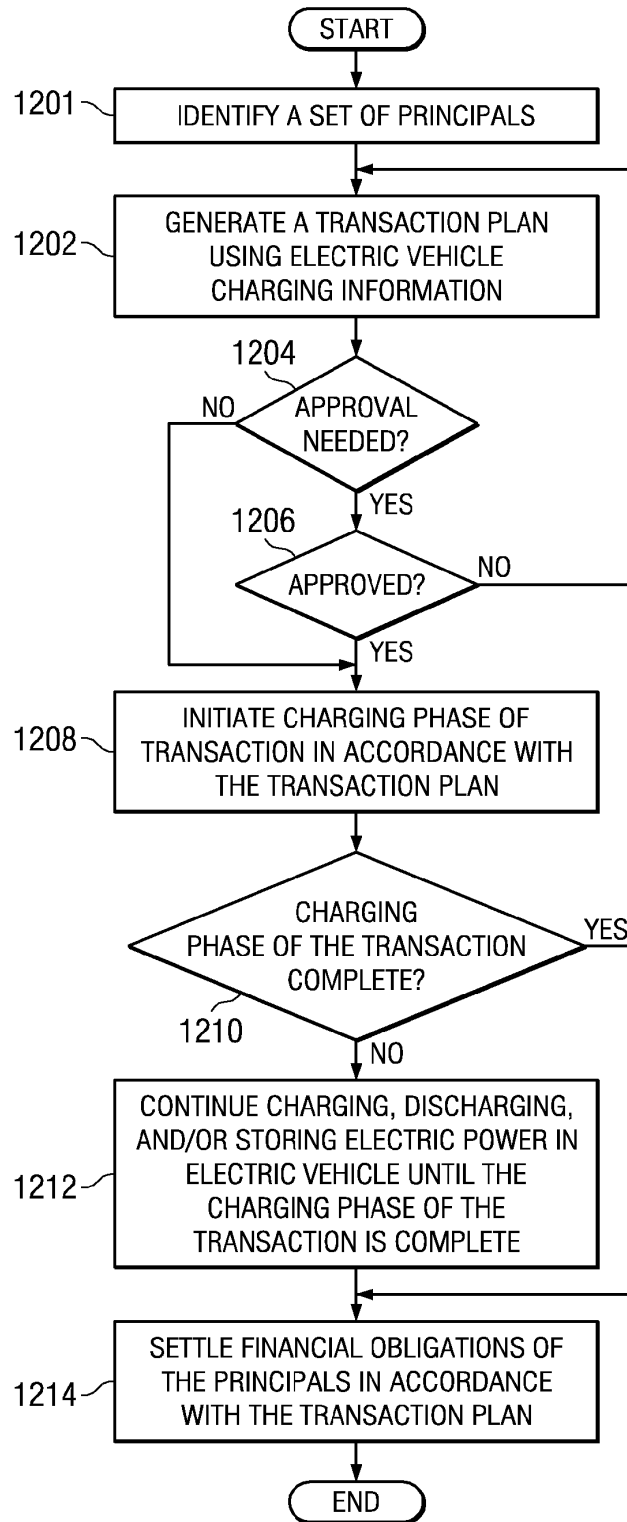 START
1201
IDENTIFY A SET OF PRINCIPALS
1202
GENERATE A TRANSACTION PLAN
USING ELECTRIC VEHICLE
CHARGING INFORMATION
1204
NO
APPROVAL
NEEDED?
YES
1206
APPROVED?
NO
YES
1208
INITIATE CHARGING PHASE OF
TRANSACTION IN ACCORDANCE WITH
THE TRANSACTION PLAN
CHARGING
PHASE OF THE TRANSACTION
COMPLETE?
YES
1210
NO
1212
CONTINUE CHARGING, DISCHARGING,
AND/OR STORING ELECTRIC POWER IN
ELECTRIC VEHICLE UNTIL THE
CHARGING PHASE OF THE
TRANSACTION IS COMPLETE
1214
SETTLE FINANCIAL OBLIGATIONS OF
THE PRINCIPALS IN ACCORDANCE
WITH THE TRANSACTION PLAN
END